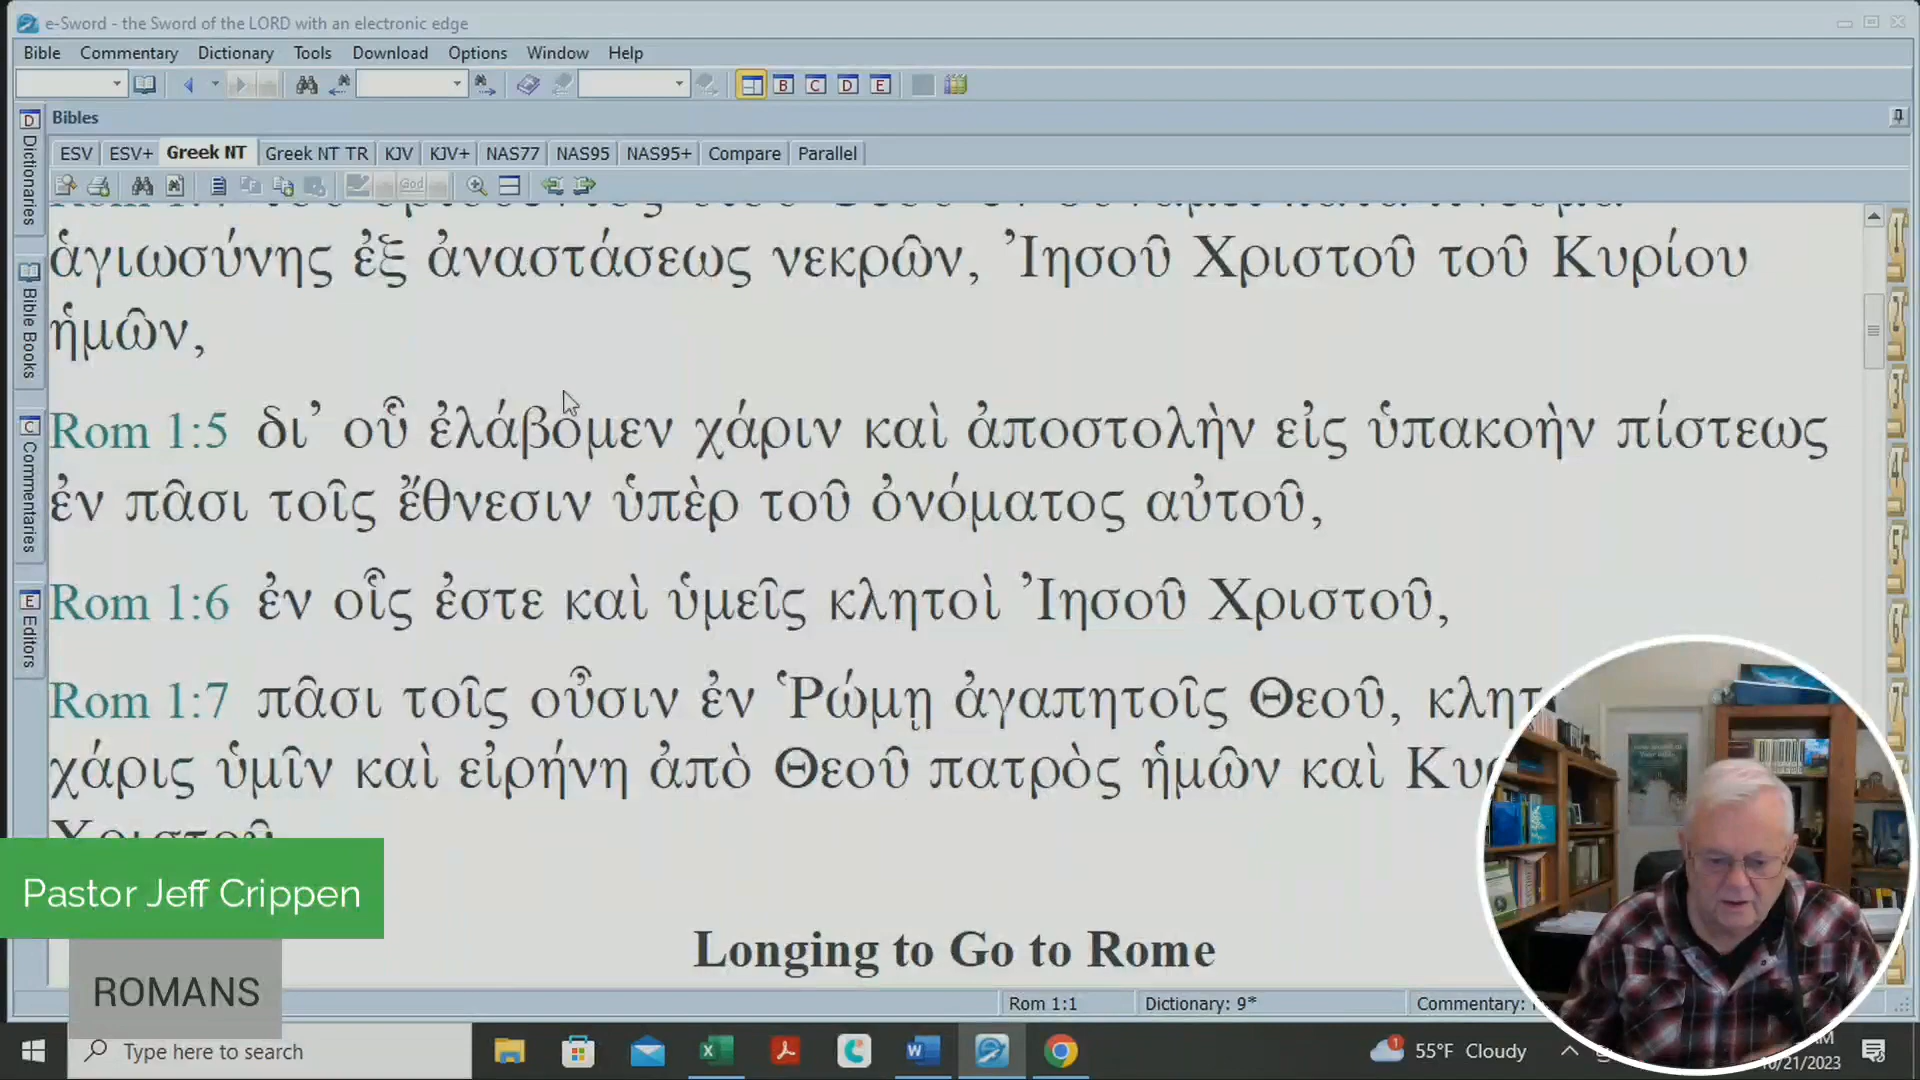 e-Sword - the Sword of the LORD with an electronic edge
Bible Commentary Dictionary Tools Download Options Window Help
B C D E
Bibles
ESV ESV+ Greek NT Greek NT TR KJV KJV+ NAS77 NAS95 NAS95+ Compare Parallel
God
D Dictionaries
Bible Books
C Commentaries
E Editors
ἁγιωσύνης ἐξ ἀναστάσεως νεκρῶν, Ἰησοῦ Χριστοῦ τοῦ Κυρίου
ἡμῶν,
Rom 1:5 δι’ οὗ ἐλάβομεν χάριν καὶ ἀποστολὴν εἰς ὑπακοὴν πίστεως
ἐν πᾶσι τοῖς ἔθνεσιν ὑπὲρ τοῦ ὀνόματος αὐτοῦ,
Rom 1:6 ἐν οἷς ἐστε καὶ ὑμεῖς κλητοὶ Ἰησοῦ Χριστοῦ,
Rom 1:7 πᾶσι τοῖς οὖσιν ἐν Ῥώμῃ ἀγαπητοῖς Θεοῦ,
χάρις ὑμῖν καὶ εἰρήνη ἀπὸ Θεοῦ πατρὸς ἡμῶν καὶ
Pastor Jeff Crippen
Longing to Go to Rome
ROMANS
Rom 1:1 Dictionary: 9* Commentary:
Type here to search
55°F Cloudy
10/21/2023